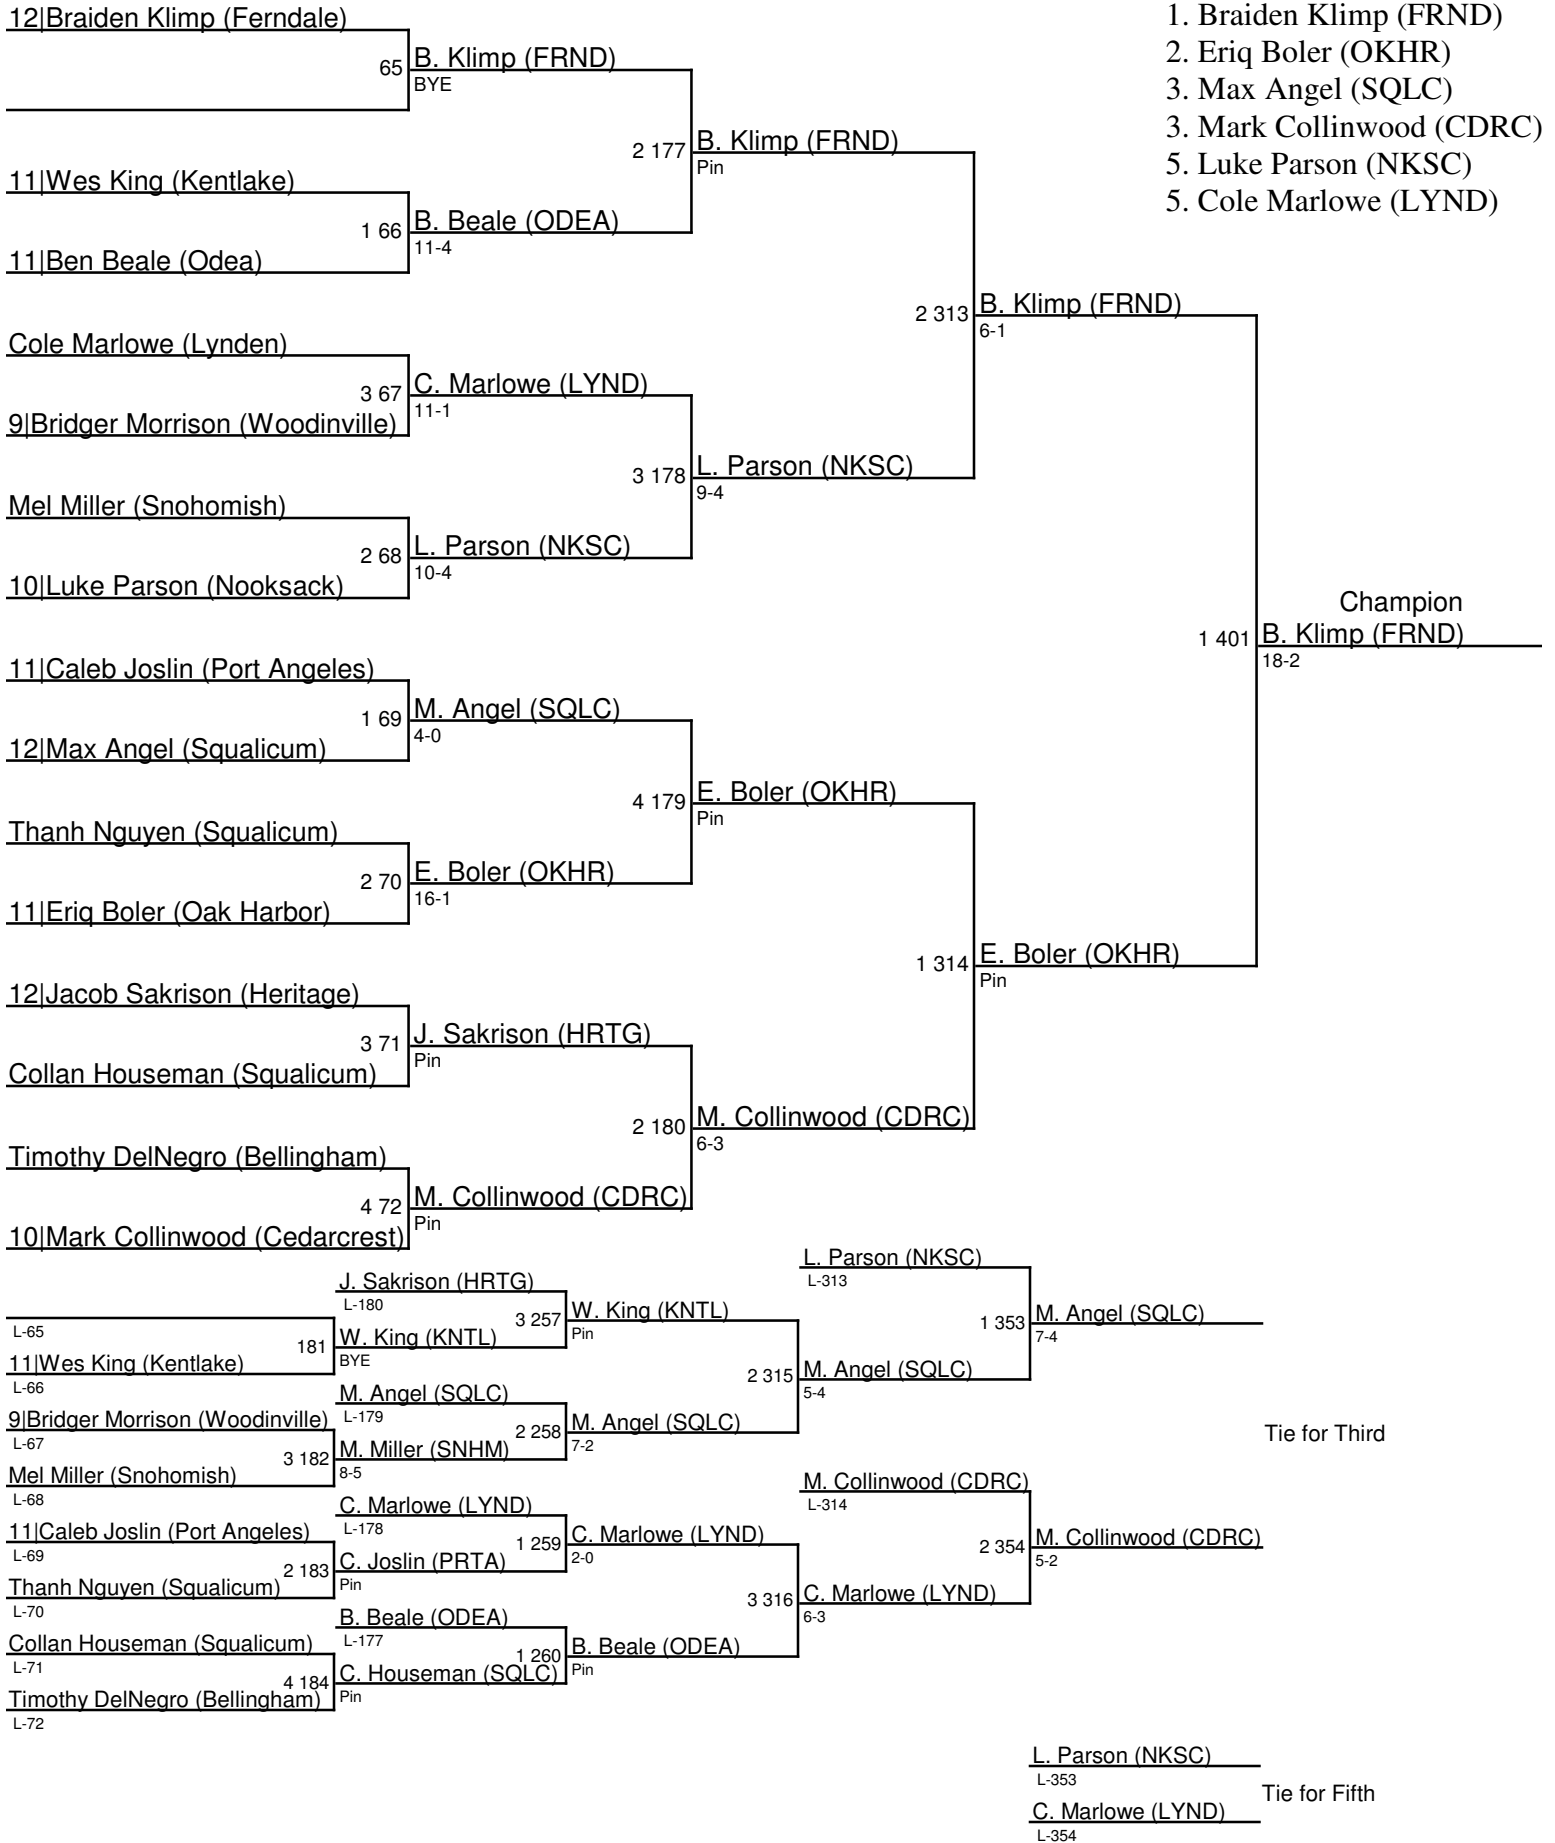 12|Braiden Klimp (Ferndale)
65
B. Klimp (FRND)
BYE
2 177
B. Klimp (FRND)
Pin
11|Wes King (Kentlake)
1 66
B. Beale (ODEA)
11-4
11|Ben Beale (Odea)
2 313
B. Klimp (FRND)
6-1
Cole Marlowe (Lynden)
3 67
C. Marlowe (LYND)
11-1
9|Bridger Morrison (Woodinville)
3 178
L. Parson (NKSC)
9-4
Mel Miller (Snohomish)
2 68
L. Parson (NKSC)
10-4
10|Luke Parson (Nooksack)
Champion
1 401
B. Klimp (FRND)
18-2
11|Caleb Joslin (Port Angeles)
1 69
M. Angel (SQLC)
4-0
12|Max Angel (Squalicum)
4 179
E. Boler (OKHR)
Pin
Thanh Nguyen (Squalicum)
2 70
E. Boler (OKHR)
16-1
11|Eriq Boler (Oak Harbor)
1 314
E. Boler (OKHR)
Pin
12|Jacob Sakrison (Heritage)
3 71
J. Sakrison (HRTG)
Pin
Collan Houseman (Squalicum)
2 180
M. Collinwood (CDRC)
6-3
Timothy DelNegro (Bellingham)
4 72
M. Collinwood (CDRC)
Pin
10|Mark Collinwood (Cedarcrest)
1. Braiden Klimp (FRND)
2. Eriq Boler (OKHR)
3. Max Angel (SQLC)
3. Mark Collinwood (CDRC)
5. Luke Parson (NKSC)
5. Cole Marlowe (LYND)
L-65
181
11|Wes King (Kentlake)
L-66
J. Sakrison (HRTG)
L-180
W. King (KNTL)
BYE
3 257
W. King (KNTL)
Pin
9|Bridger Morrison (Woodinville)
L-67
3 182
Mel Miller (Snohomish)
L-68
M. Angel (SQLC)
L-179
M. Miller (SNHM)
8-5
2 258
M. Angel (SQLC)
7-2
2 315
M. Angel (SQLC)
5-4
L. Parson (NKSC)
L-313
1 353
M. Angel (SQLC)
7-4
Tie for Third
11|Caleb Joslin (Port Angeles)
L-69
2 183
Thanh Nguyen (Squalicum)
L-70
C. Marlowe (LYND)
L-178
C. Joslin (PRTA)
Pin
1 259
C. Marlowe (LYND)
2-0
Collan Houseman (Squalicum)
L-71
4 184
Timothy DelNegro (Bellingham)
L-72
B. Beale (ODEA)
L-177
C. Houseman (SQLC)
Pin
1 260
B. Beale (ODEA)
Pin
3 316
C. Marlowe (LYND)
6-3
M. Collinwood (CDRC)
L-314
2 354
M. Collinwood (CDRC)
5-2
L. Parson (NKSC)
L-353
Tie for Fifth
C. Marlowe (LYND)
L-354